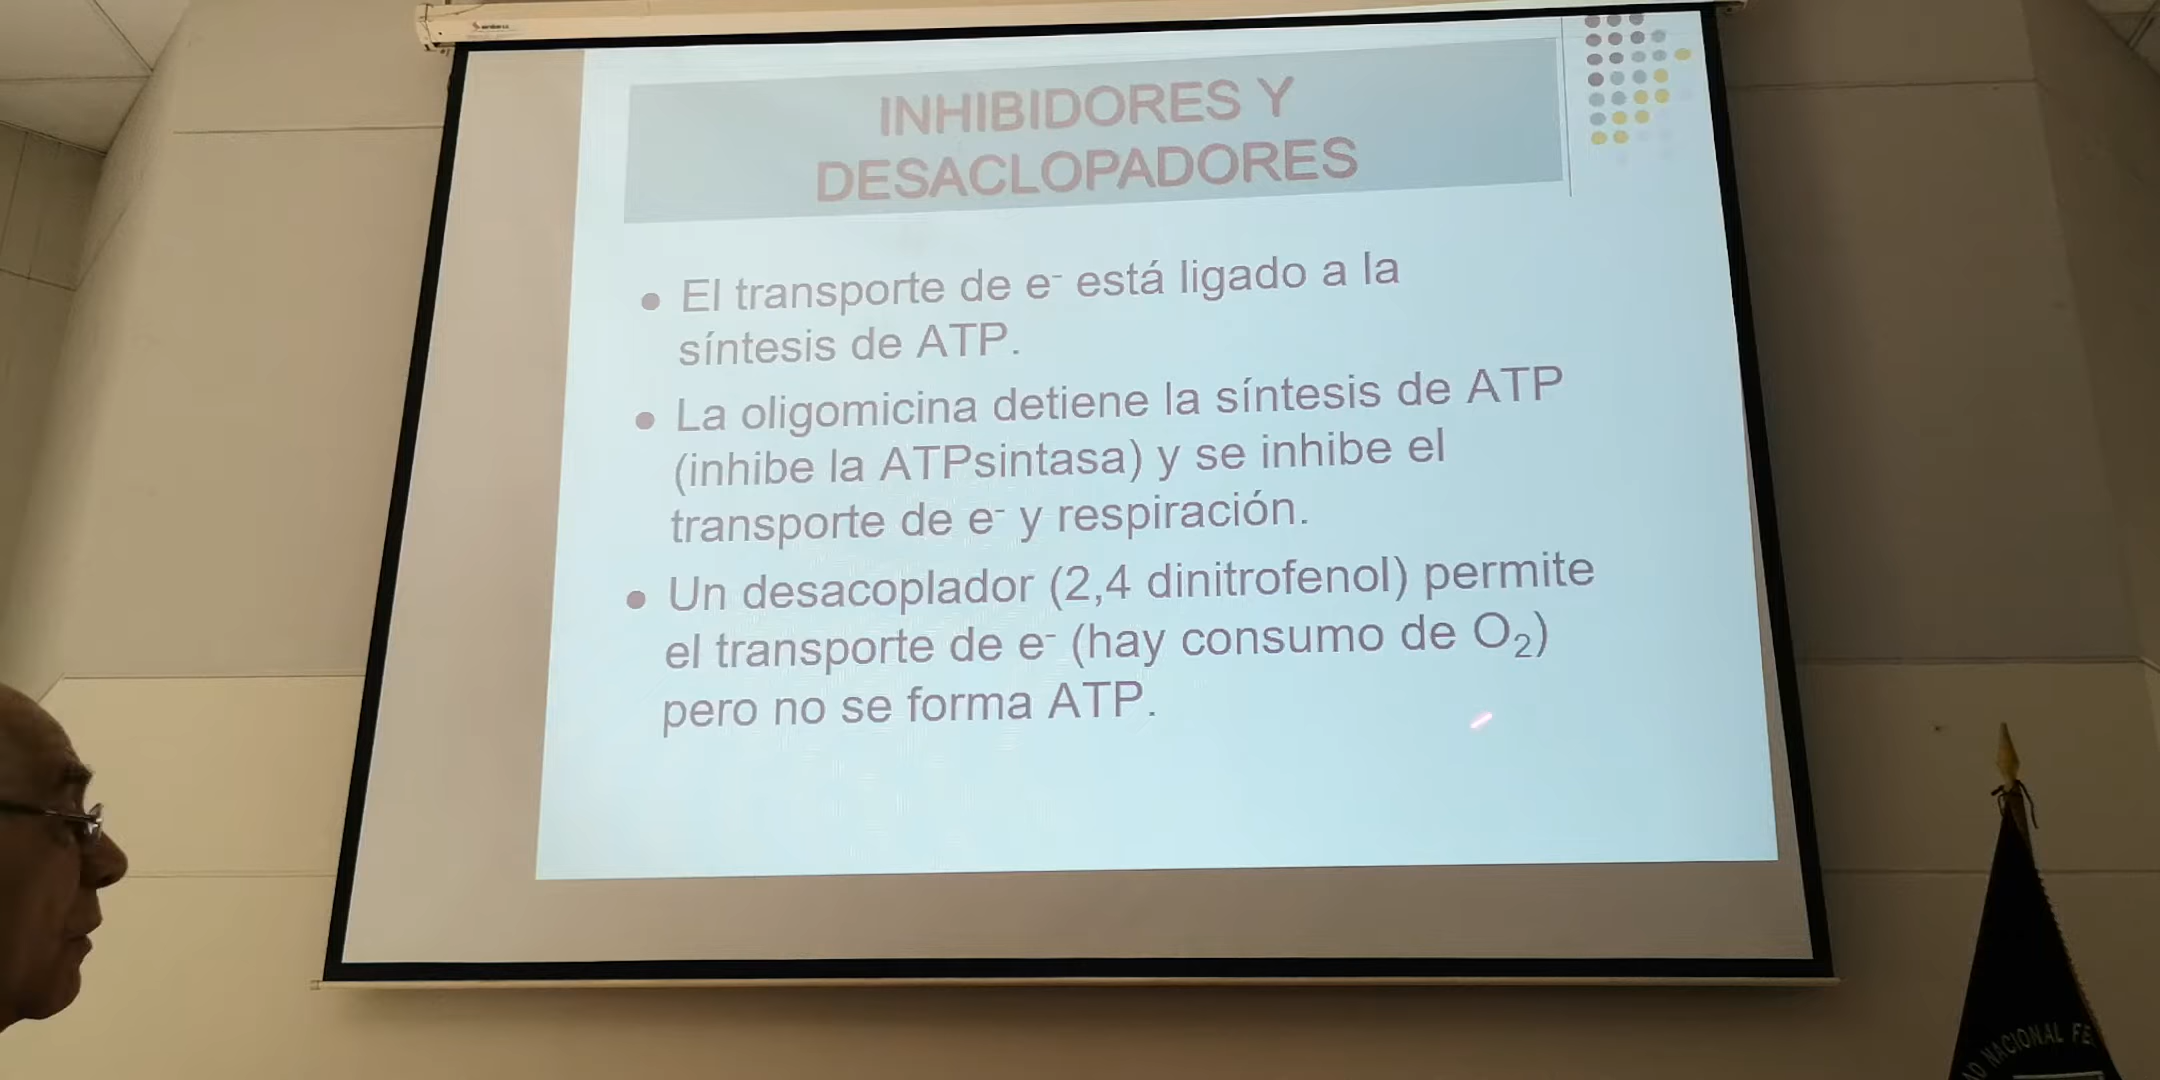 INHIBIDORES Y
DESACLOPADORES
El transporte de e⁻ está ligado a la
síntesis de ATP.
La oligomicina detiene la síntesis de ATP
(inhibe la ATPsintasa) y se inhibe el
transporte de e⁻ y respiración.
Un desacoplador (2,4 dinitrofenol) permite
el transporte de e⁻ (hay consumo de O₂)
pero no se forma ATP.
NACIONAL